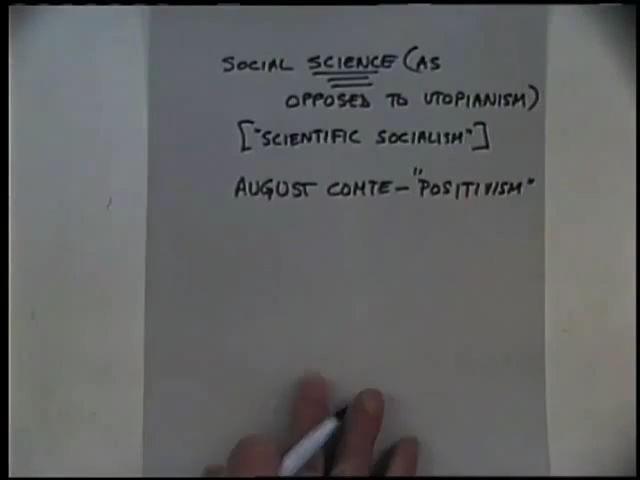 SOCIAL SCIENCE (AS
OPPOSED TO UTOPIANISM)
["SCIENTIFIC SOCIALISM"]
AUGUST COMTE - "POSITIVISM"